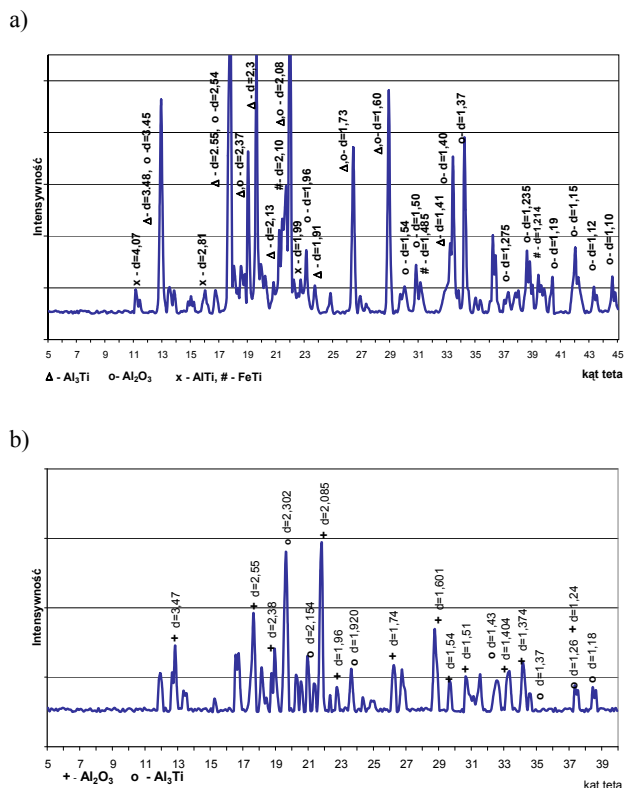 a)
Intensywność
x - d=4,07
Δ - d=3.48, o -d=3.45
x - d=2,81
Δ - d=2.55, o -d=2,54
Δ,o - d=2,37
Δ -d=2,3
Δ - d=2,13
Δ,o - d=2,08
# - d=2,10
x - d=1,99
o - d=1,96
Δ - d=1,91
Δ,o- d=1,73
Δ,o- d=1,60
o - d=1,54
o - d=1,50
# - d=1,485
Δ - d=1,41
o- d=1,40
o- d=1,37
o - d=1,275
o - d=1,235
# - d=1,214
o - d=1,19
o - d=1,15
o - d=1,12
o - d=1,10
5 7 9 11 13 15 17 19 21 23 25 27 29 31 33 35 37 39 41 43 45
kąt teta
Δ - Al₃Ti o- Al₂O₃ x - AlTi, # - FeTi
b)
Intensywność
+ d=3,47
+ d=2,55
+ d=2,38
o d=2,302
o d=2,154
+ d=2,085
+ d=1,96
o d=1,920
+ d=1,74
+ d=1,601
+ d=1,54
+ d=1,51
o d=1,43
+ d=1,404
+ d=1,374
o d=1,37
+ d=1,24
o d=1,26
o d=1,18
5 7 9 11 13 15 17 19 21 23 25 27 29 31 33 35 37 39
kąt teta
+ - Al₂O₃ o - Al₃Ti